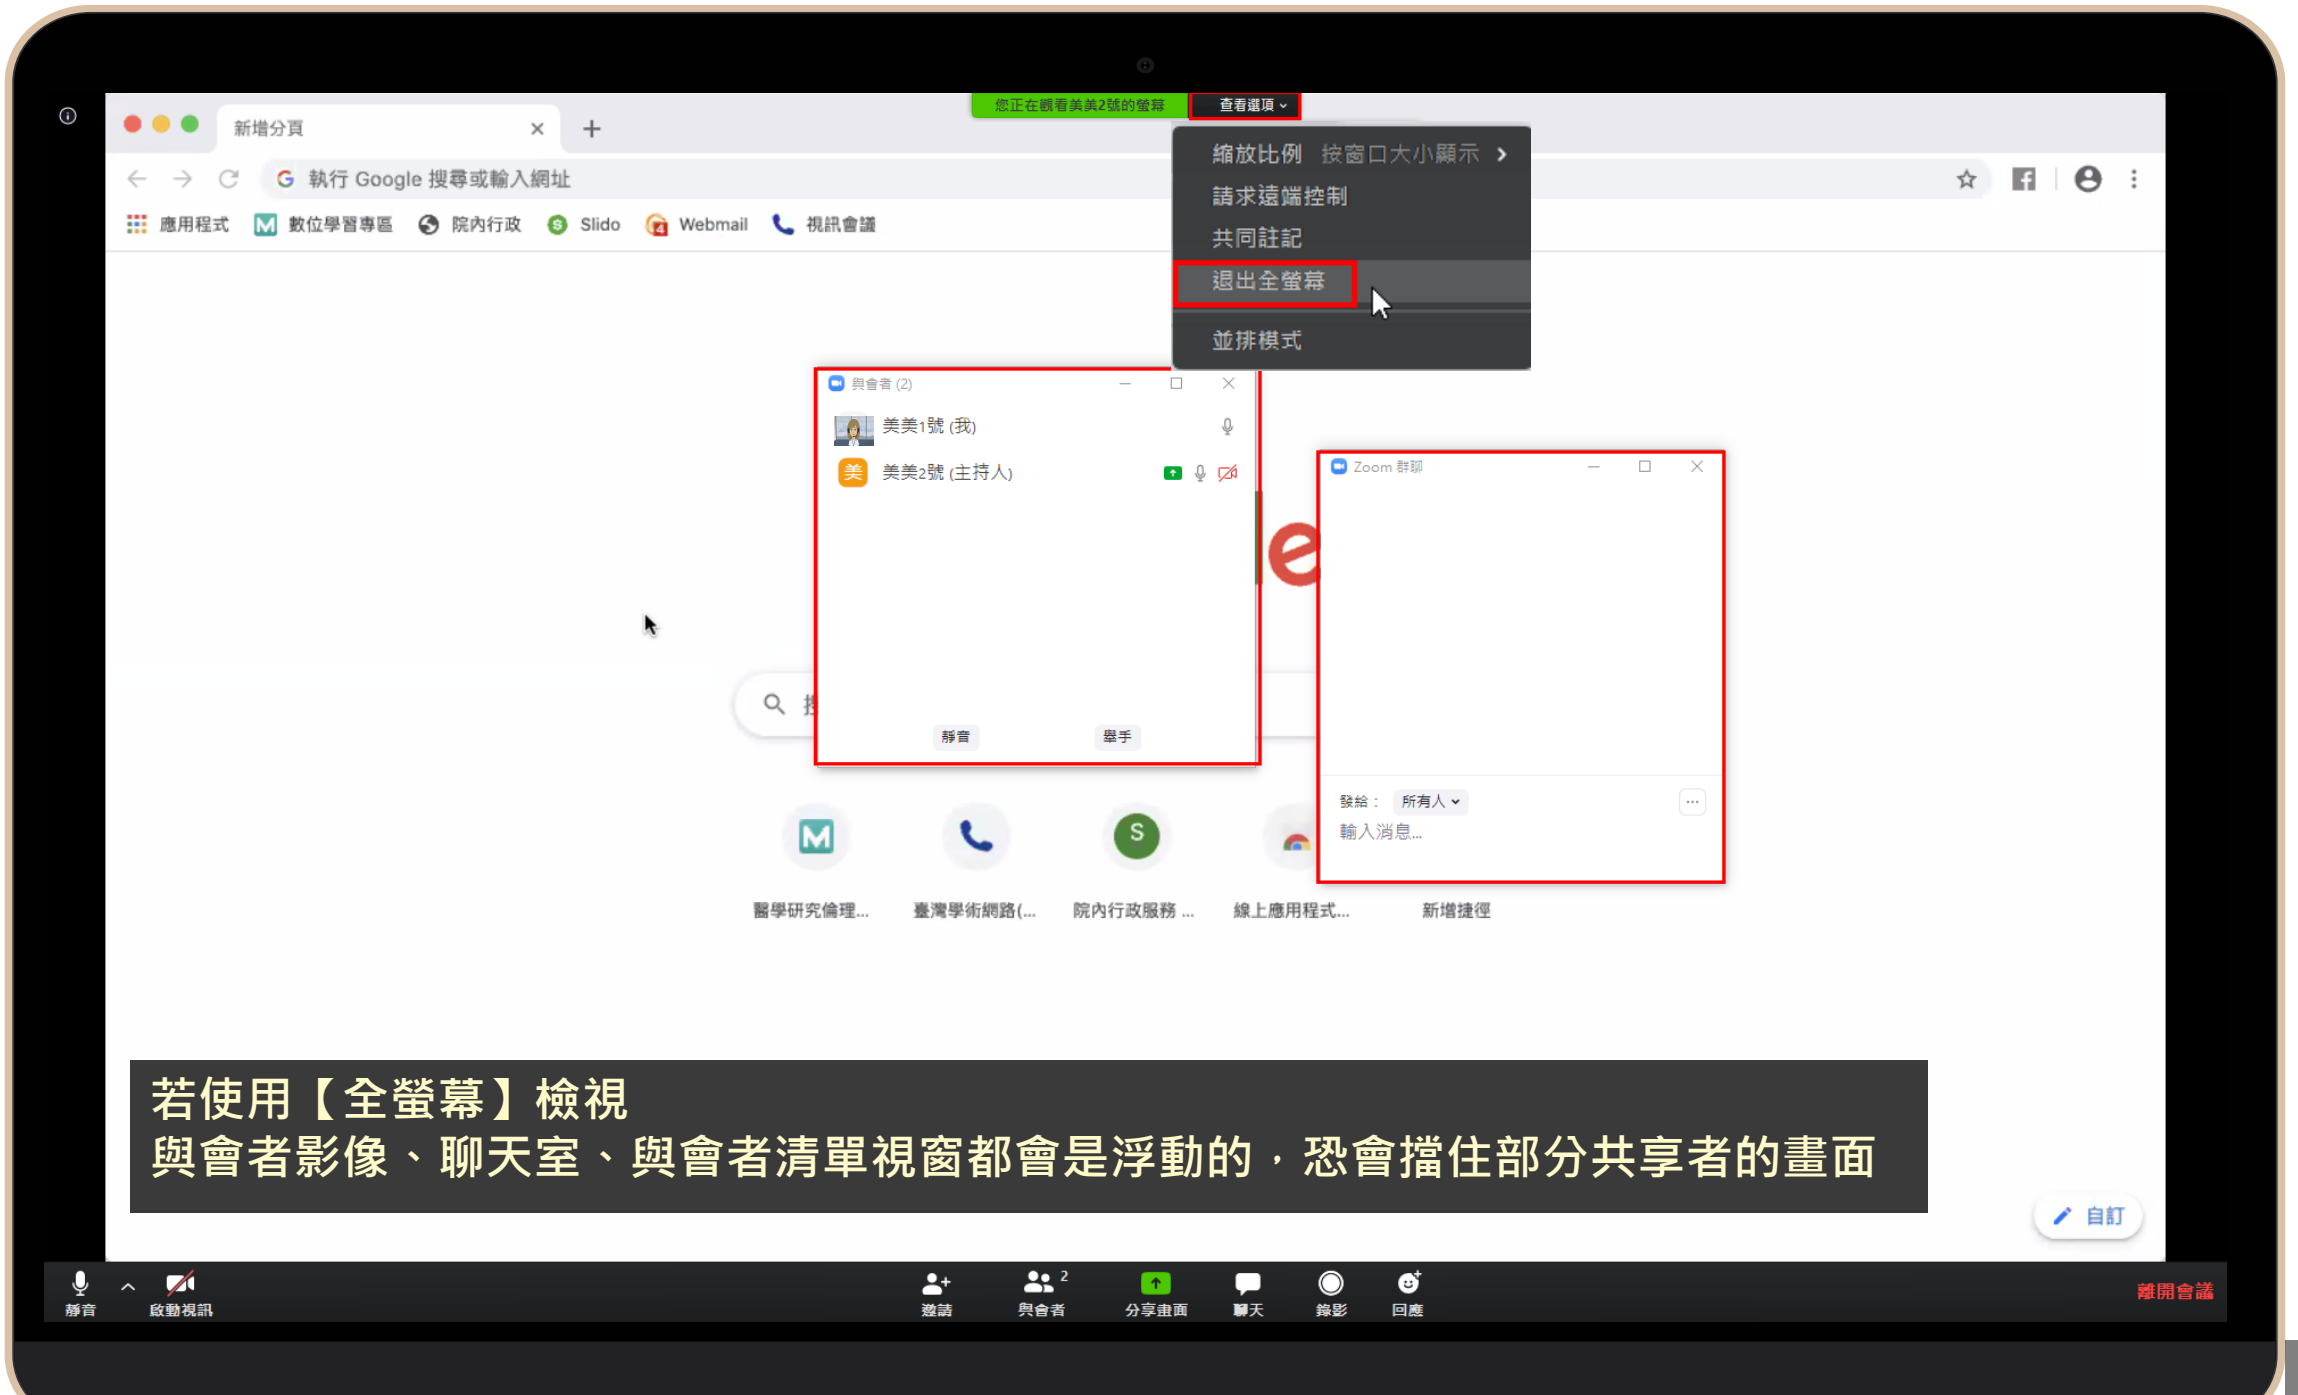 您正在觀看美美2號的螢幕 查看選項
新增分頁
縮放比例 按窗口大小顯示
執行 Google 搜尋或輸入網址
請求遠端控制
應用程式 數位學習專區 院內行政 Slido Webmail 視訊會議
共同註記
退出全螢幕
並排模式
與會者 (2)
美美1號 (我)
美 美美2號 (主持人)
Zoom 群聊
e
靜音 舉手
發給： 所有人
輸入消息...
M S
醫學研究倫理... 臺灣學術網路(... 院內行政服務 ... 線上應用程式... 新增捷徑
若使用【全螢幕】檢視
與會者影像、聊天室、與會者清單視窗都會是浮動的，恐會擋住部分共享者的畫面
自訂
2
靜音 啟動視訊 邀請 與會者 分享畫面 聊天 錄影 回應 離開會議